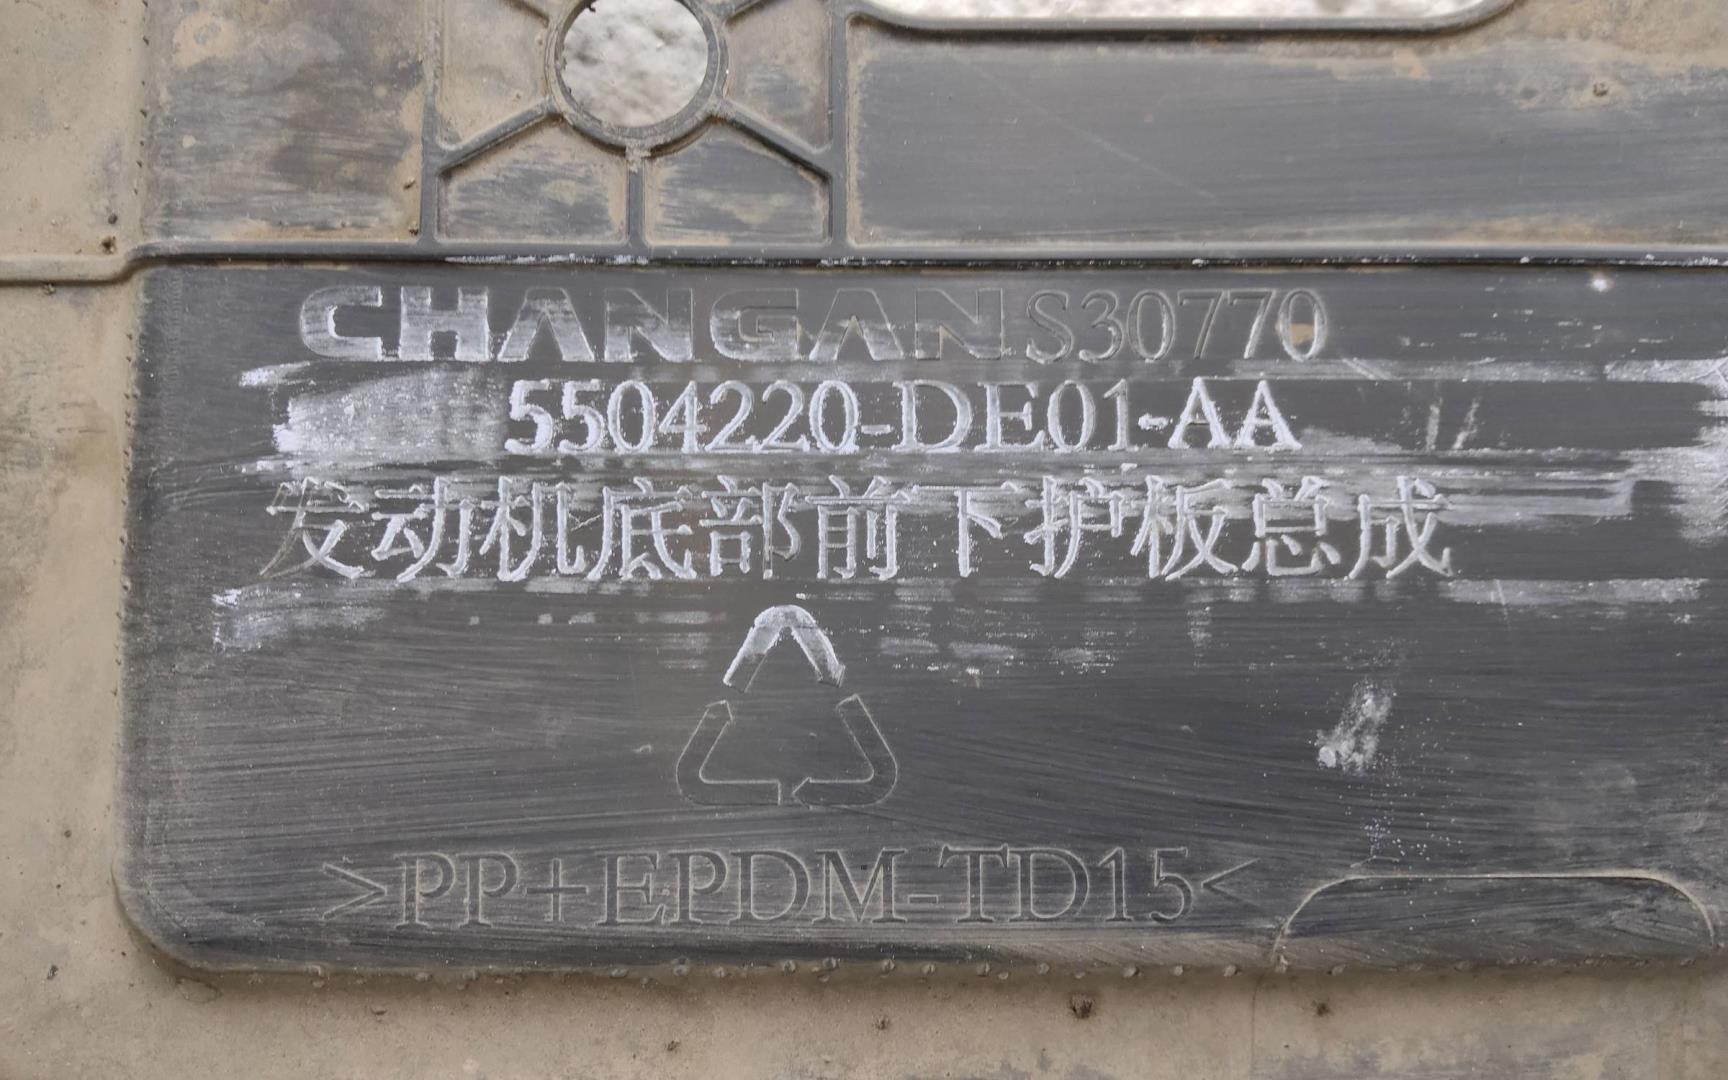 CHANGAN S30770
5504220-DE01-AA
发动机底部前下护板总成
>PP+EPDM-TD15<